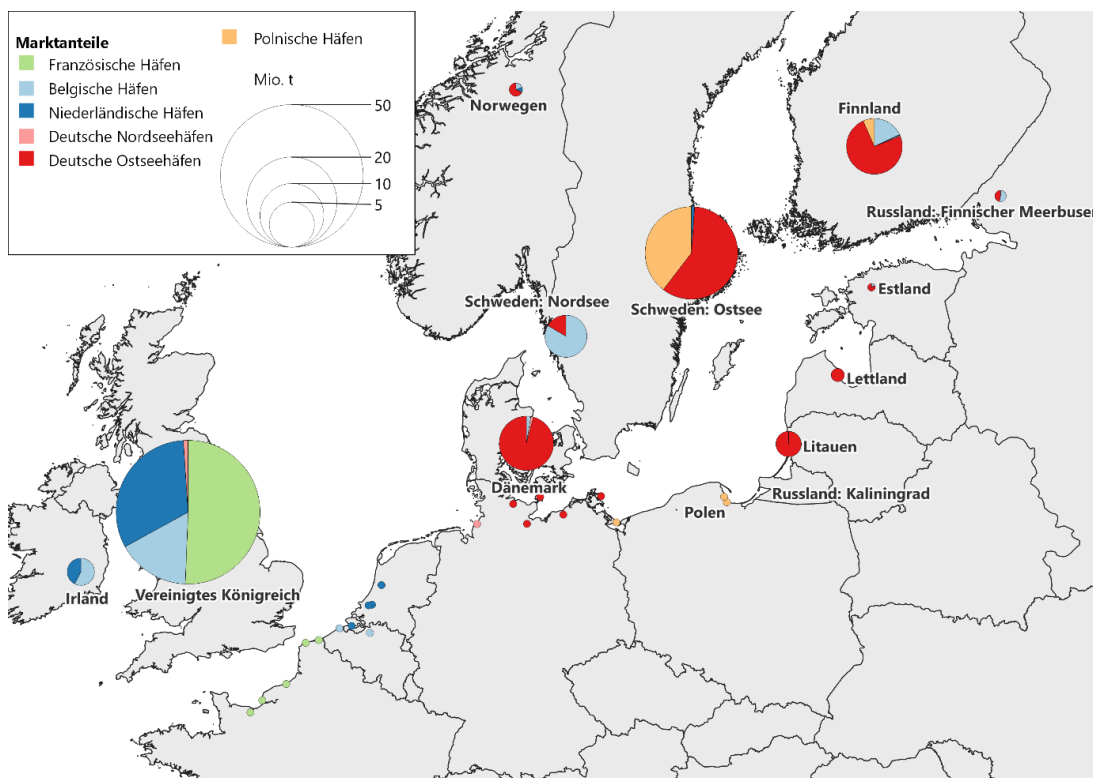 Marktanteile
Französische Häfen
Belgische Häfen
Niederländische Häfen
Deutsche Nordseehäfen
Deutsche Ostseehäfen
Polnische Häfen
Mio. t
50
20
10
5
Norwegen
Finnland
Russland: Finnischer Meerbusen
Schweden: Nordsee
Schweden: Ostsee
Estland
Lettland
Litauen
Dänemark
Russland: Kaliningrad
Polen
Irland
Vereinigtes Königreich